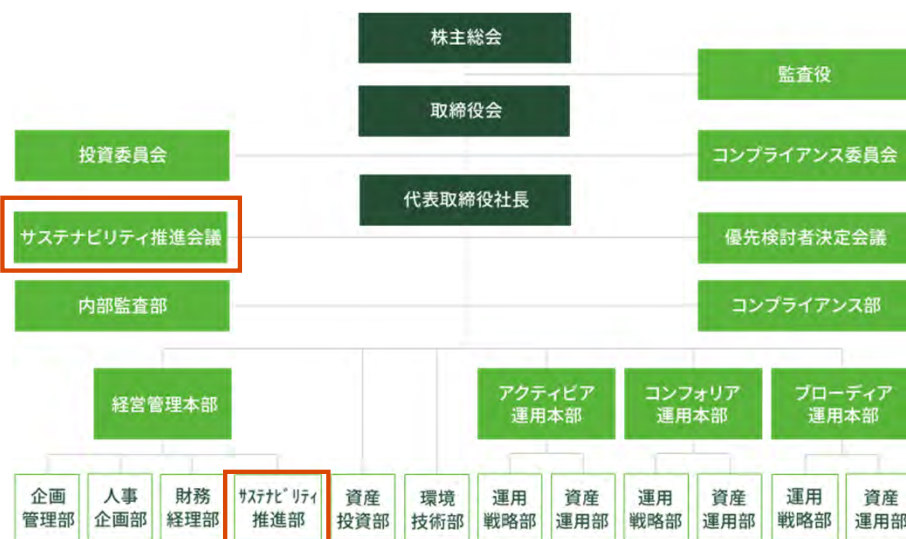 株主総会
監査役
取締役会
投資委員会
コンプライアンス委員会
代表取締役社長
サステナビリティ推進会議
優先検討者決定会議
内部監査部
コンプライアンス部
経営管理本部
アクティビア
運用本部
コンフォリア
運用本部
ブローディア
運用本部
企画
管理部
人事
企画部
財務
経理部
ｻｽﾃﾅﾋﾞﾘﾃｨ
推進部
資産
投資部
環境
技術部
運用
戦略部
資産
運用部
運用
戦略部
資産
運用部
運用
戦略部
資産
運用部